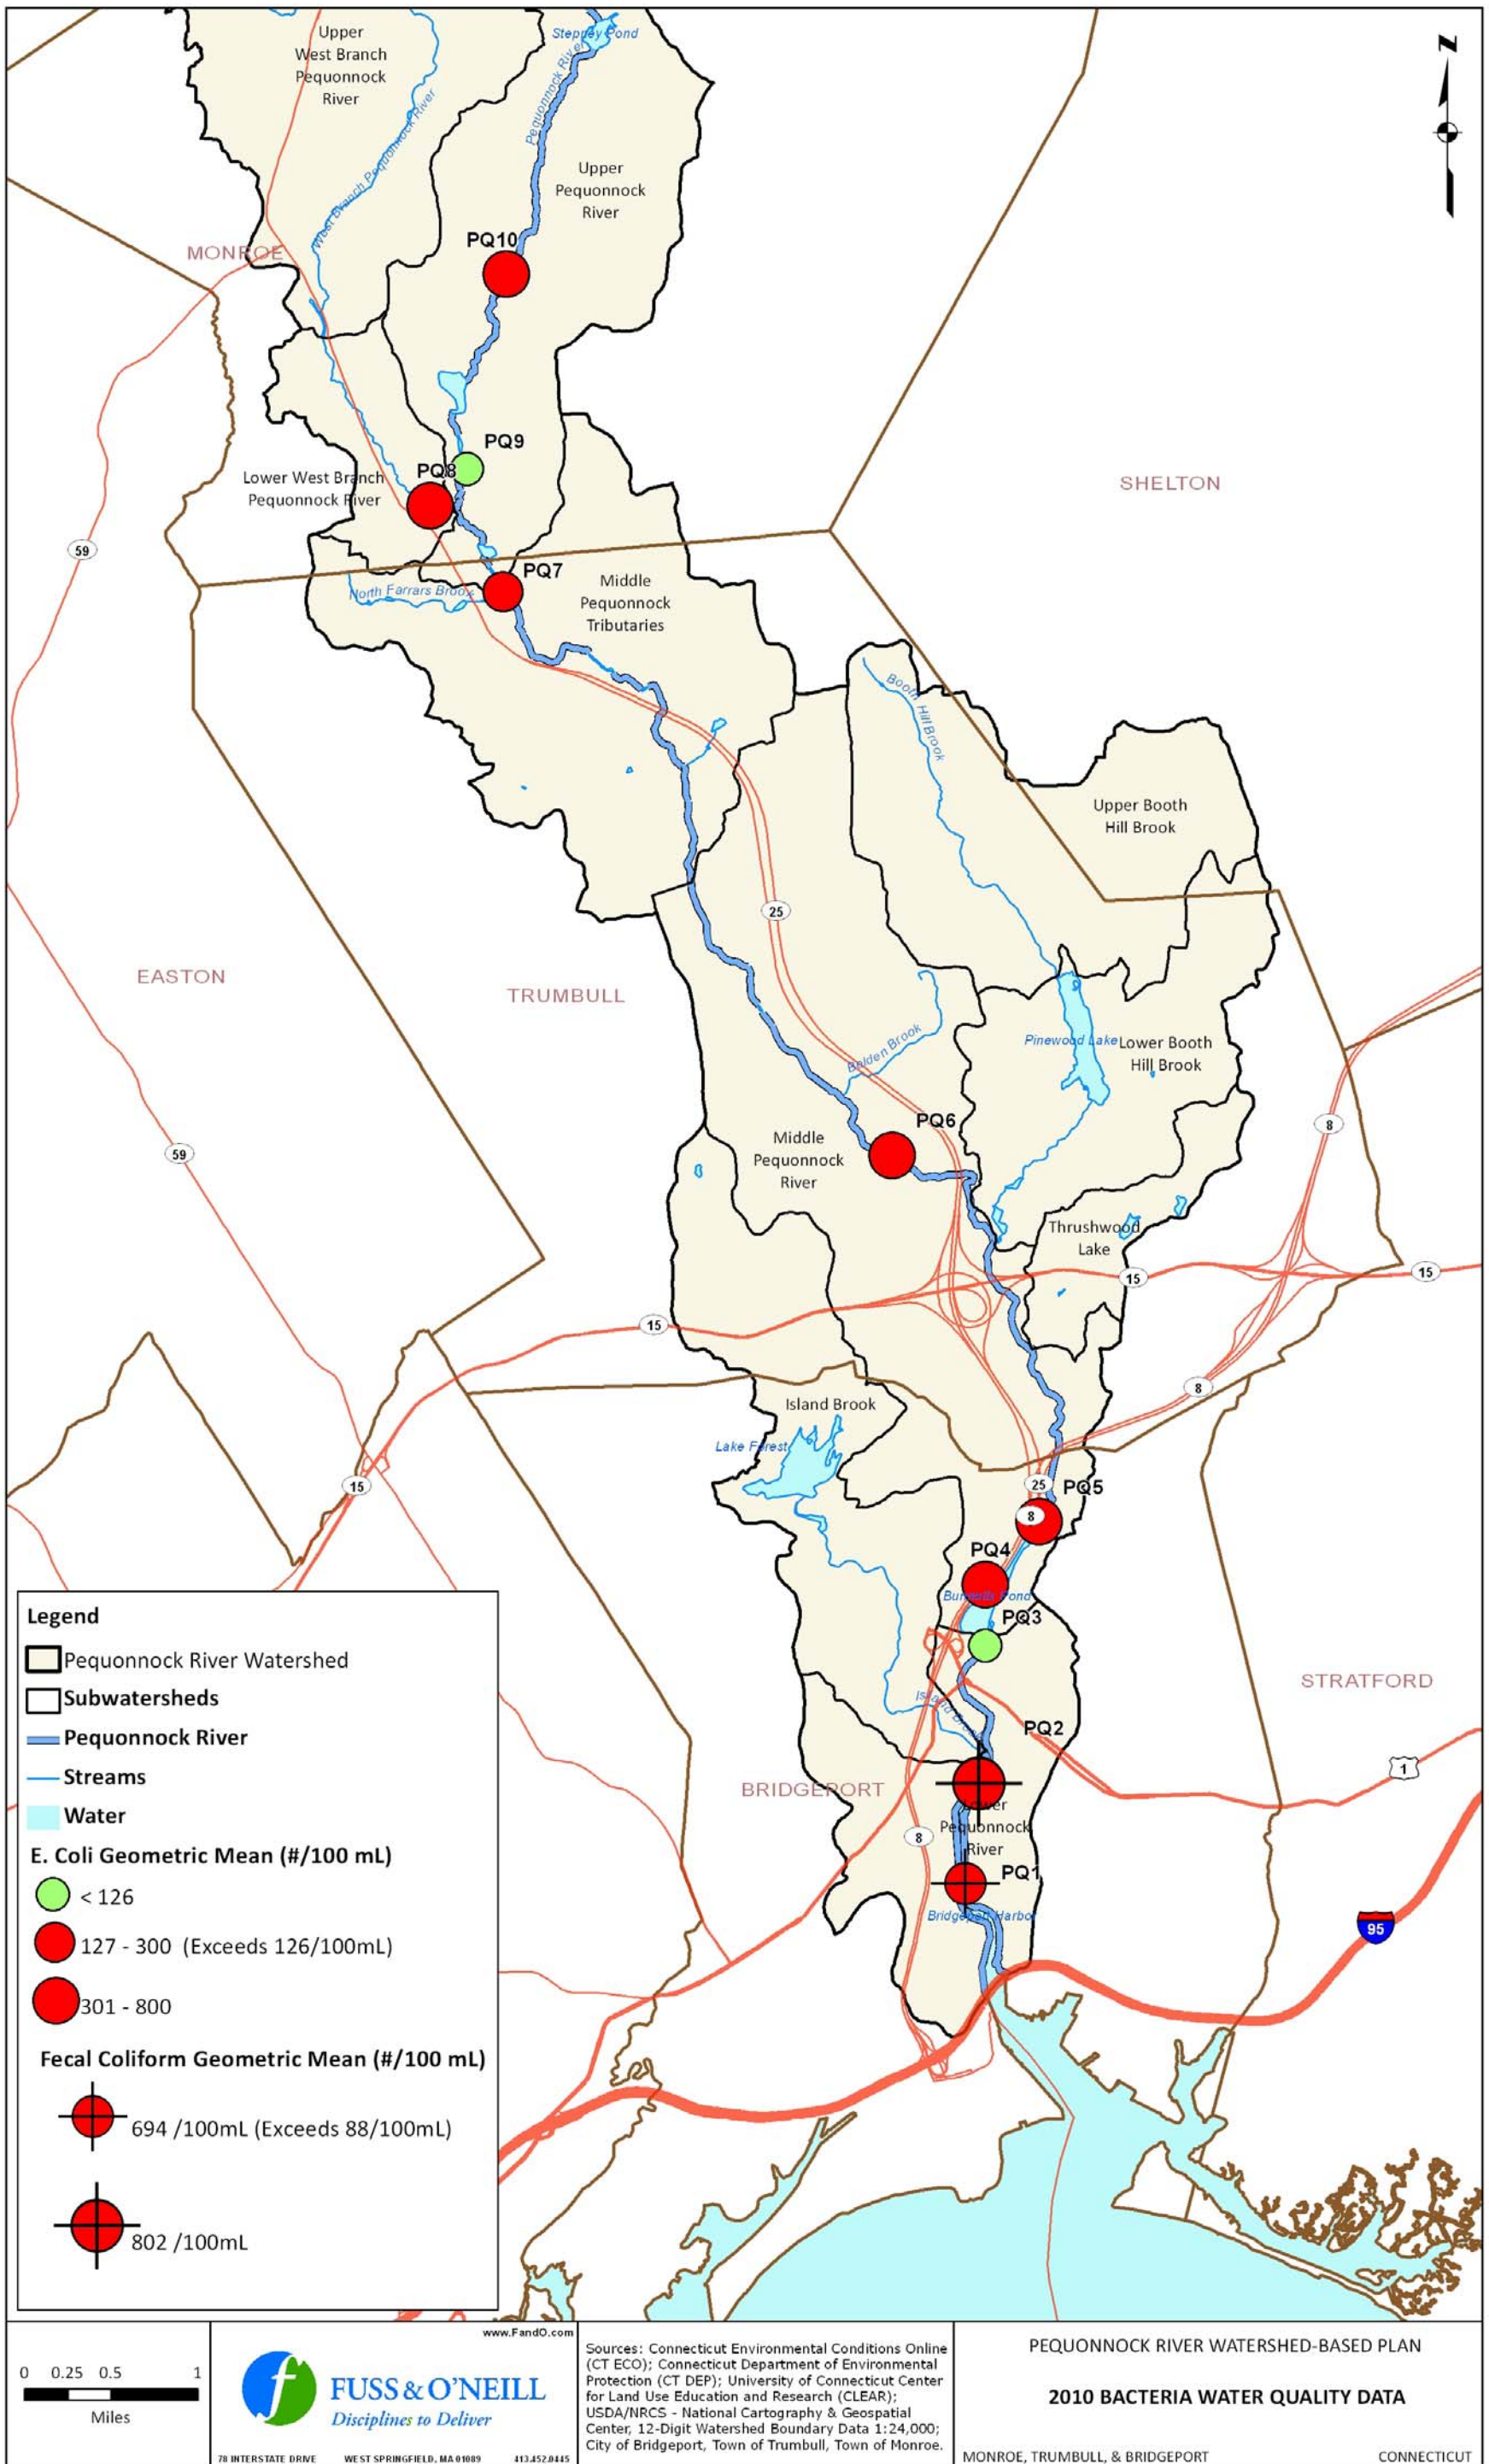 Upper
West Branch
Pequonnock
River
Steppey Pond
Pequonnock River
West Branch Pequonnock River
N
Upper
Pequonnock
River
PQ10
MONROE
PQ9
PQ8
Lower West Branch
Pequonnock River
SHELTON
59
PQ7
North Farrars Brook
Middle
Pequonnock
Tributaries
Booth Hill Brook
Upper Booth
Hill Brook
25
EASTON
TRUMBULL
Pinewood Lake
Lower Booth
Hill Brook
Belden Brook
PQ6
8
59
Middle
Pequonnock
River
Thrushwood
Lake
15
15
15
8
Island Brook
Lake Forest
15
25
PQ5
8
PQ4
Pond
PQ3
STRATFORD
Island Brook
PQ2
1
BRIDGEPORT
Lower
Pequonnock
River
8
PQ1
Bridgeport Harbor
95
Legend
Pequonnock River Watershed
Subwatersheds
Pequonnock River
Streams
Water
E. Coli Geometric Mean (#/100 mL)
< 126
127 - 300 (Exceeds 126/100mL)
301 - 800
Fecal Coliform Geometric Mean (#/100 mL)
694 /100mL (Exceeds 88/100mL)
802 /100mL
0 0.25 0.5 1
Miles
www.FandO.com
f
FUSS & O'NEILL
Disciplines to Deliver
78 INTERSTATE DRIVE WEST SPRINGFIELD, MA 01089 413.452.0445
Sources: Connecticut Environmental Conditions Online
(CT ECO); Connecticut Department of Environmental
Protection (CT DEP); University of Connecticut Center
for Land Use Education and Research (CLEAR);
USDA/NRCS - National Cartography & Geospatial
Center, 12-Digit Watershed Boundary Data 1:24,000;
City of Bridgeport, Town of Trumbull, Town of Monroe.
PEQUONNOCK RIVER WATERSHED-BASED PLAN
2010 BACTERIA WATER QUALITY DATA
MONROE, TRUMBULL, & BRIDGEPORT CONNECTICUT